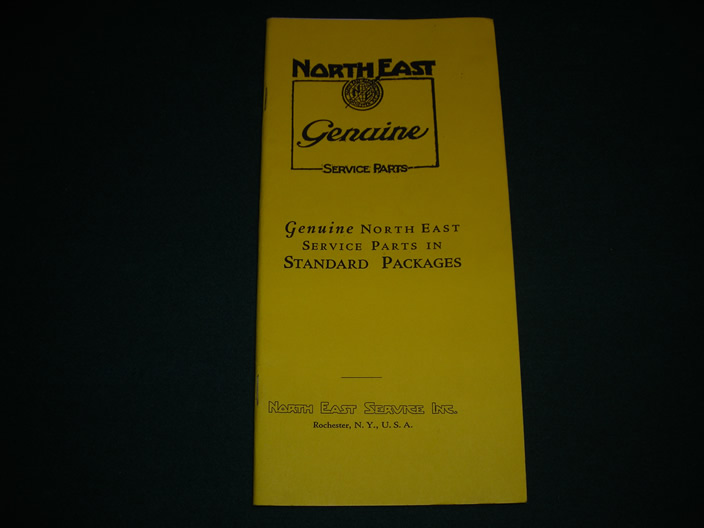 North East
Genuine
Service Parts
Genuine North East
Service Parts in
Standard Packages
North East Service Inc.
Rochester, N. Y., U. S. A.